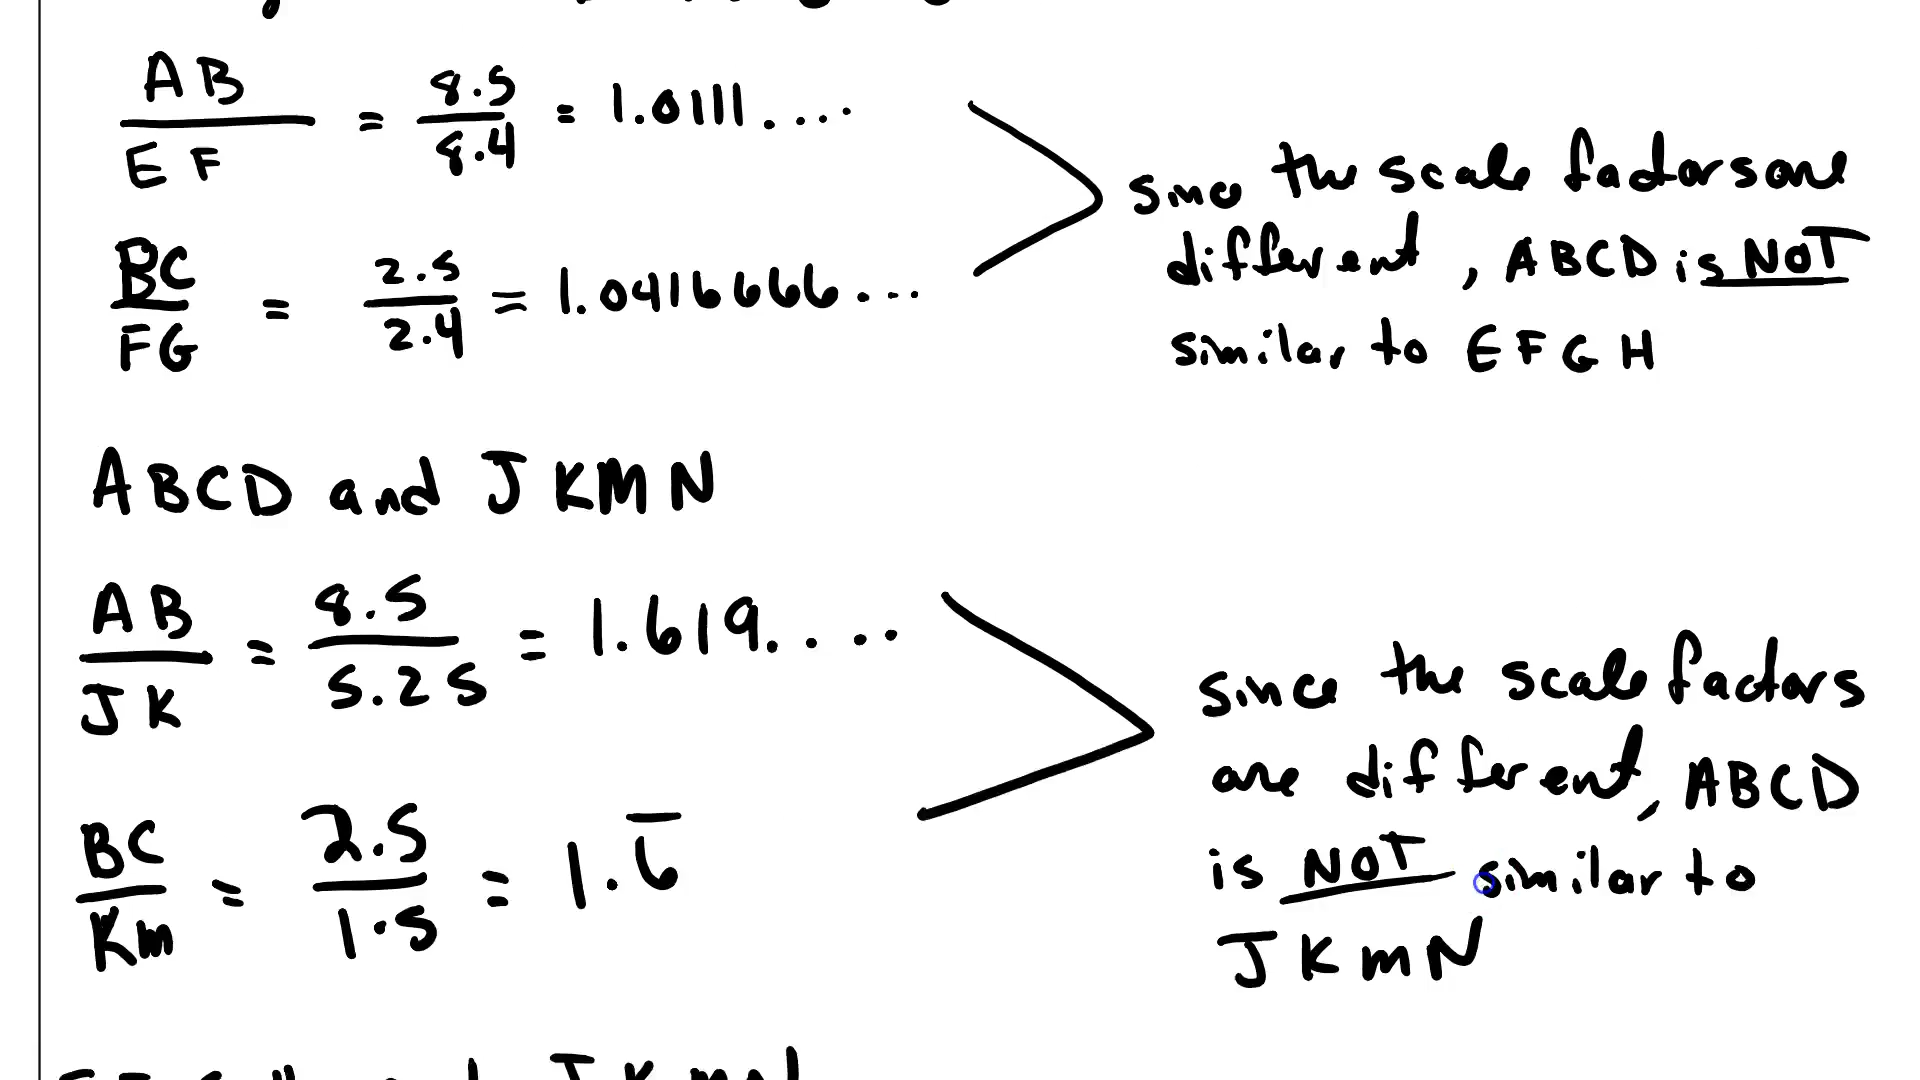 AB/EF = 8.5/8.4 = 1.0111....
BC/FG = 2.5/2.4 = 1.0416666...
since the scale factors are
different, ABCD is NOT
similar to EFGH
ABCD and JKMN
AB/JK = 8.5/5.25 = 1.619....
BC/Km = 2.5/1.5 = 1.6̅
since the scale factors
are different, ABCD
is NOT similar to
JKmN